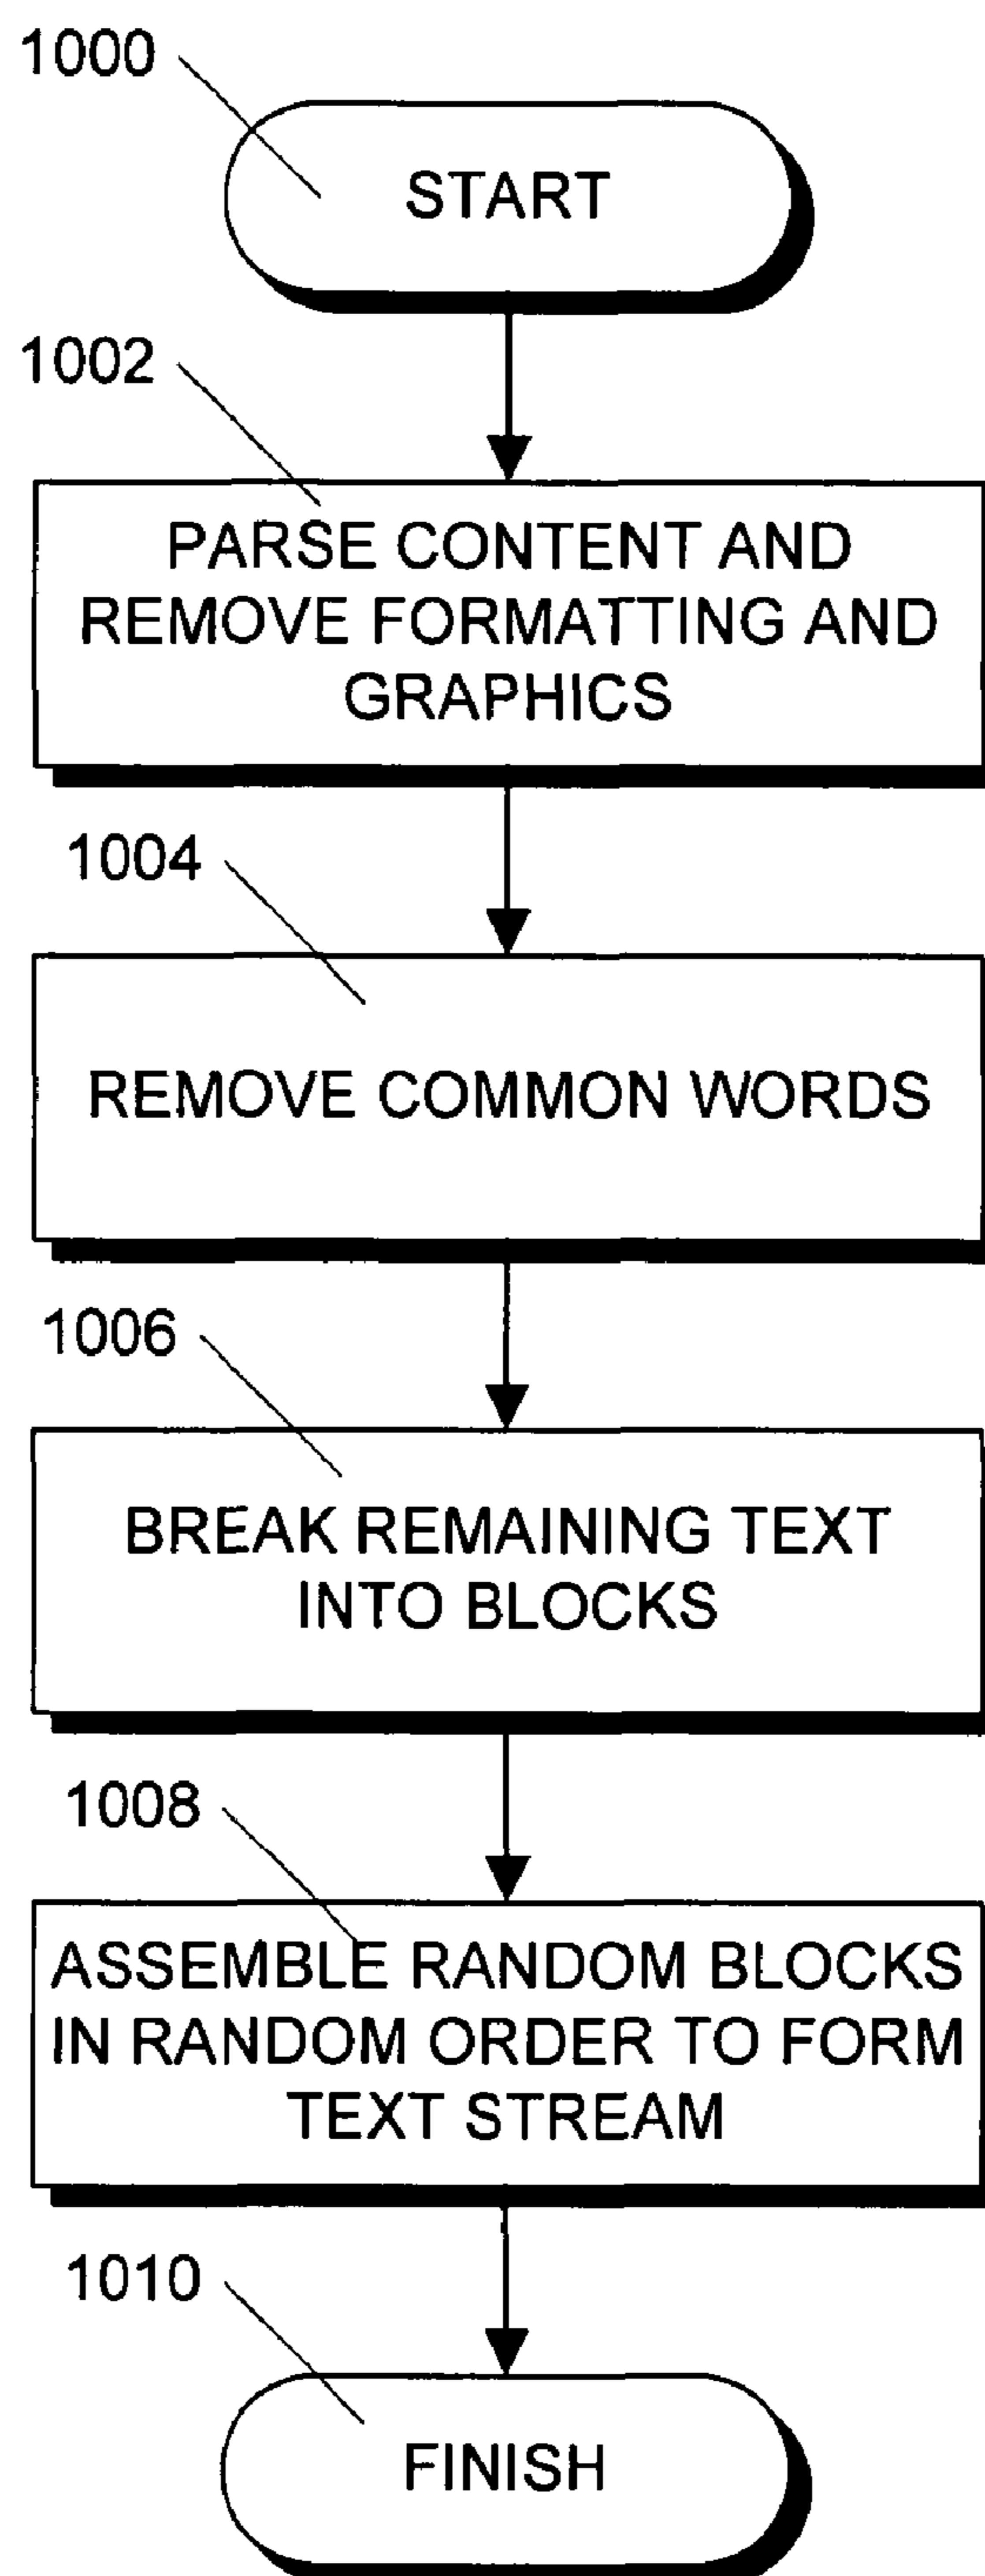 1000
START
1002
PARSE CONTENT AND
REMOVE FORMATTING AND
GRAPHICS
1004
REMOVE COMMON WORDS
1006
BREAK REMAINING TEXT
INTO BLOCKS
1008
ASSEMBLE RANDOM BLOCKS
IN RANDOM ORDER TO FORM
TEXT STREAM
1010
FINISH